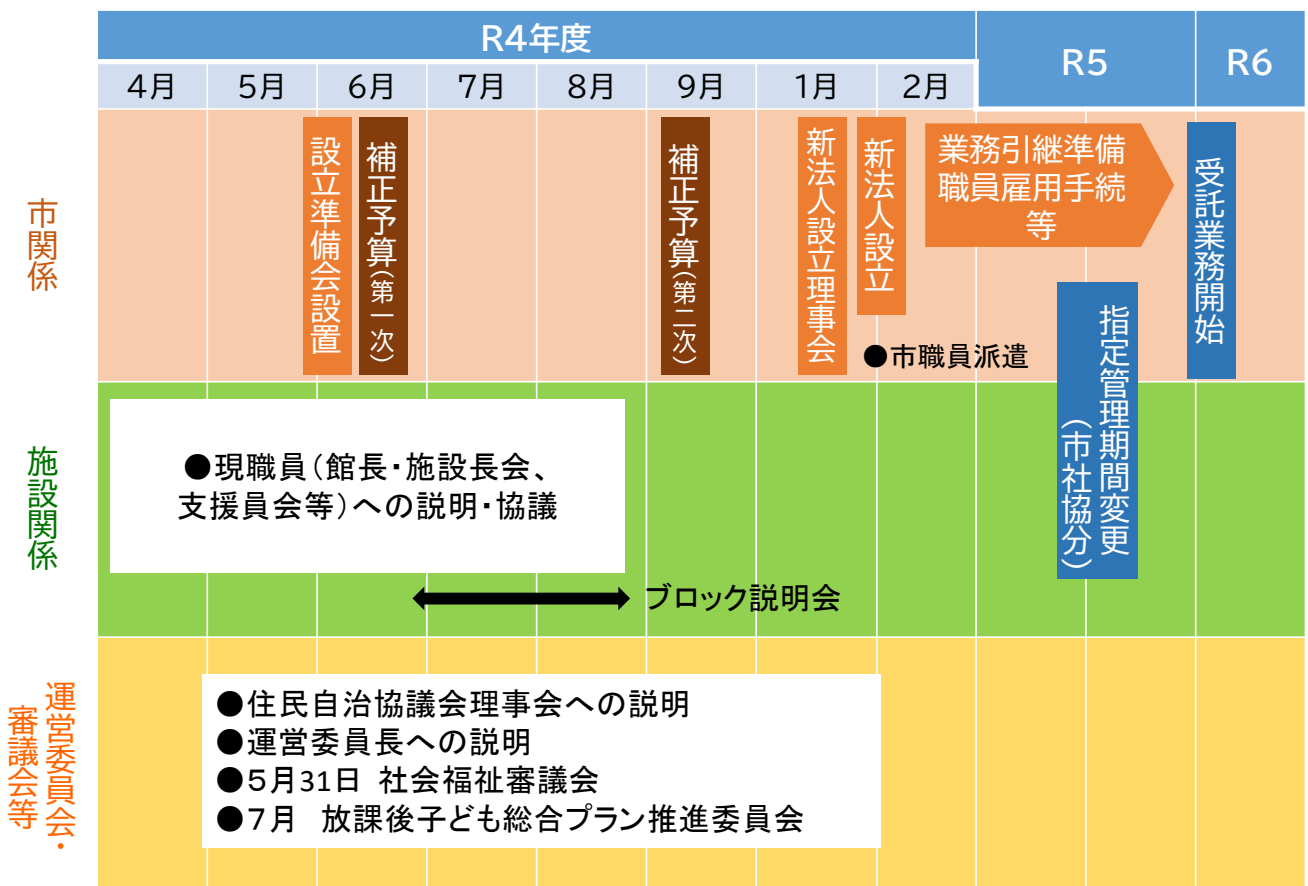 R4年度
R5
R6
4月
5月
6月
7月
8月
9月
1月
2月
市関係
設立準備会設置
補正予算(第一次)
補正予算(第二次)
新法人設立理事会
新法人設立
業務引継準備
職員雇用手続
等
受託業務開始
●市職員派遣
指定管理期間変更
(市社協分)
施設関係
●現職員(館長・施設長会、
支援員会等)への説明・協議
ブロック説明会
運営委員会・
審議会等
●住民自治協議会理事会への説明
●運営委員長への説明
●5月31日 社会福祉審議会
●7月 放課後子ども総合プラン推進委員会